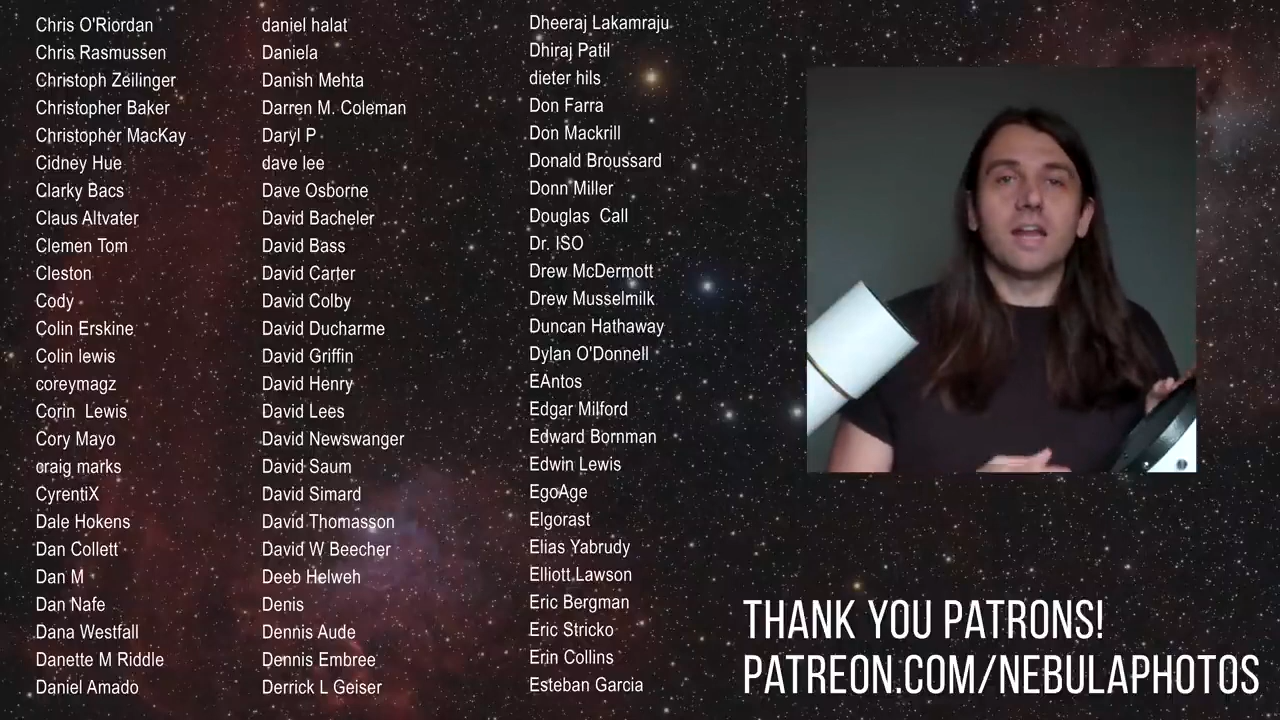 Chris O'Riordan
Chris Rasmussen
Christoph Zeilinger
Christopher Baker
Christopher MacKay
Cidney Hue
Clarky Bacs
Claus Altvater
Clemen Tom
Cleston
Cody
Colin Erskine
Colin lewis
coreymagz
Corin  Lewis
Cory Mayo
craig marks
CyrentiX
Dale Hokens
Dan Collett
Dan M
Dan Nafe
Dana Westfall
Danette M Riddle
Daniel Amado
daniel halat
Daniela
Danish Mehta
Darren M. Coleman
Daryl P
dave lee
Dave Osborne
David Bacheler
David Bass
David Carter
David Colby
David Ducharme
David Griffin
David Henry
David Lees
David Newswanger
David Saum
David Simard
David Thomasson
David W Beecher
Deeb Helweh
Denis
Dennis Aude
Dennis Embree
Derrick L Geiser
Dheeraj Lakamraju
Dhiraj Patil
dieter hils
Don Farra
Don Mackrill
Donald Broussard
Donn Miller
Douglas  Call
Dr. ISO
Drew McDermott
Drew Musselmilk
Duncan Hathaway
Dylan O'Donnell
EAntos
Edgar Milford
Edward Bornman
Edwin Lewis
EgoAge
Elgorast
Elias Yabrudy
Elliott Lawson
Eric Bergman
Eric Stricko
Erin Collins
Esteban Garcia
THANK YOU PATRONS!
PATREON.COM/NEBULAPHOTOS